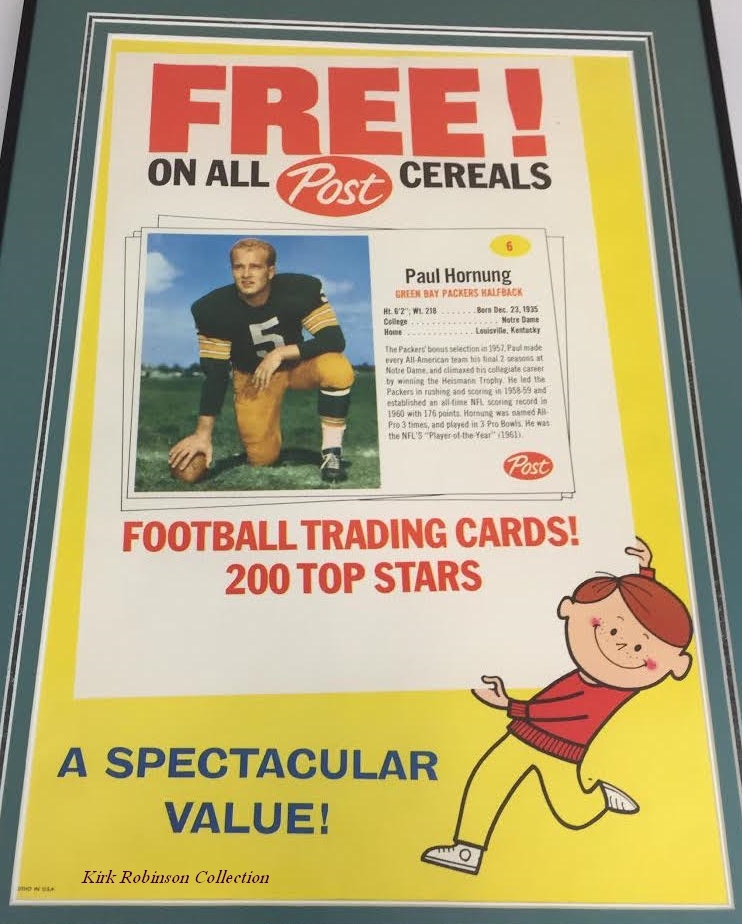 FREE!
ON ALL Post CEREALS
6
Paul Hornung
GREEN BAY PACKERS HALFBACK
Ht. 6'2"; Wt. 218 ........ Born Dec. 23, 1935
College .................... Notre Dame
Home .............. Louisville, Kentucky
The Packers' bonus selection in 1957, Paul made
every All-American team his final 2 seasons at
Notre Dame, and climaxed his collegiate career
by winning the Heismann Trophy. He led the
Packers in rushing and scoring in 1958-59 and
established an all-time NFL scoring record in
1960 with 176 points. Hornung was named All-
Pro 3 times, and played in 3 Pro Bowls. He was
the NFL'S "Player-of-the-Year" (1961).
5
5
Post
FOOTBALL TRADING CARDS!
200 TOP STARS
A SPECTACULAR
VALUE!
Kirk Robinson Collection
LITHO IN U.S.A.